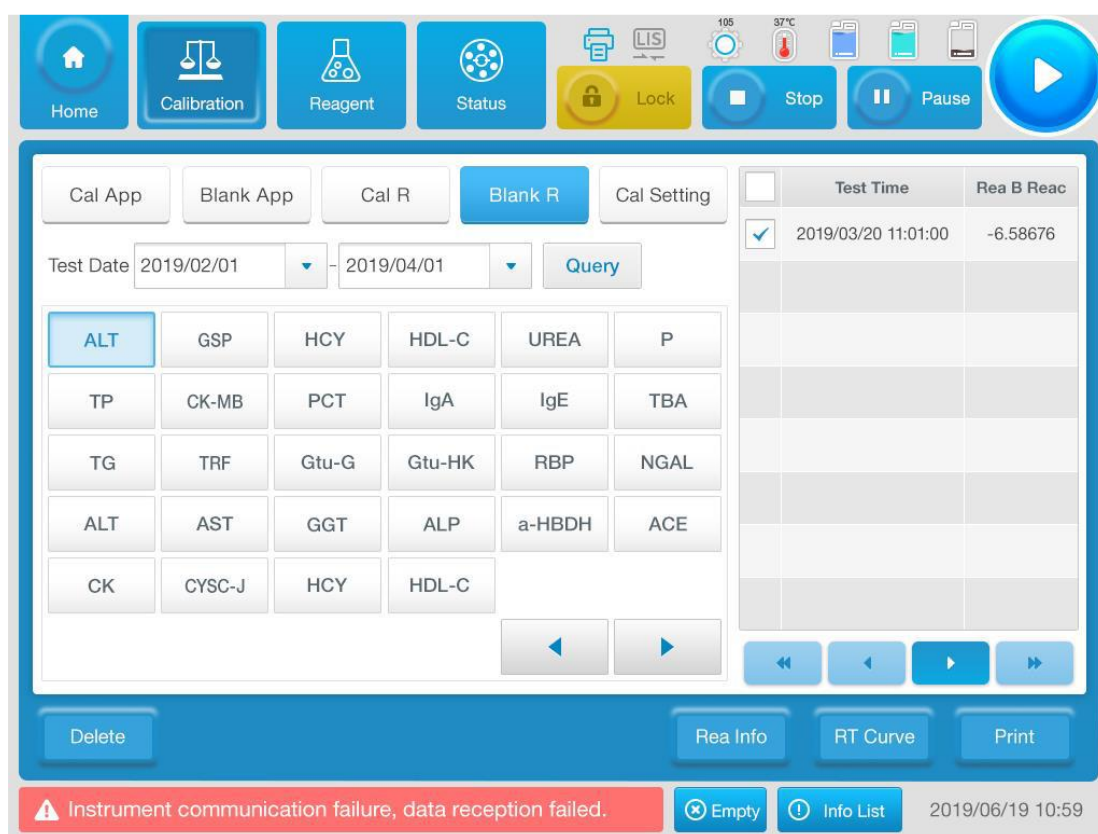 105 37°C
LIS
Home Calibration Reagent Status Lock Stop Pause
Cal App Blank App Cal R Blank R Cal Setting
Test Date 2019/02/01 - 2019/04/01 Query
ALT GSP HCY HDL-C UREA P
TP CK-MB PCT IgA IgE TBA
TG TRF Gtu-G Gtu-HK RBP NGAL
ALT AST GGT ALP a-HBDH ACE
CK CYSC-J HCY HDL-C
Test Time Rea B Reac
2019/03/20 11:01:00 -6.58676
Delete Rea Info RT Curve Print
Instrument communication failure, data reception failed. Empty Info List 2019/06/19 10:59